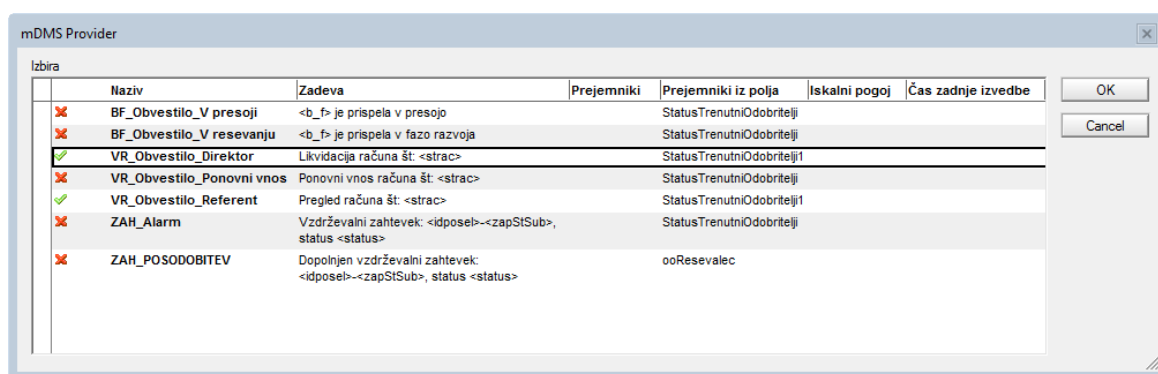 mDMS Provider
Izbira
Naziv Zadeva Prejemniki Prejemniki iz polja Iskalni pogoj Čas zadnje izvedbe OK
BF_Obvestilo_V presoji <b_f> je prispela v presojo StatusTrenutniOdobritelji
BF_Obvestilo_V resevanju <b_f> je prispela v fazo razvoja StatusTrenutniOdobritelji Cancel
VR_Obvestilo_Direktor Likvidacija računa št: <strac> StatusTrenutniOdobritelji1
VR_Obvestilo_Ponovni vnos Ponovni vnos računa št: <strac> StatusTrenutniOdobritelji
VR_Obvestilo_Referent Pregled računa št: <strac> StatusTrenutniOdobritelji1
ZAH_Alarm Vzdrževalni zahtevek: <idposel>-<zapStSub>, StatusTrenutniOdobritelji
status <status>
ZAH_POSODOBITEV Dopolnjen vzdrževalni zahtevek: ooResevalec
<idposel>-<zapStSub>, status <status>